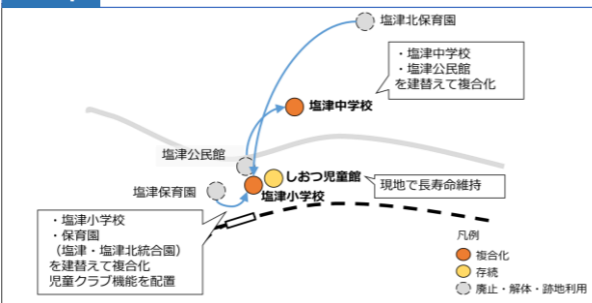 塩津北保育園
・塩津中学校
・塩津公民館
を建替えて複合化
塩津中学校
塩津公民館
しおつ児童館
現地で長寿命維持
塩津保育園
塩津小学校
・塩津小学校
・保育園
（塩津・塩津北統合園）
を建替えて複合化
児童クラブ機能を配置
凡例
複合化
存続
廃止・解体・跡地利用